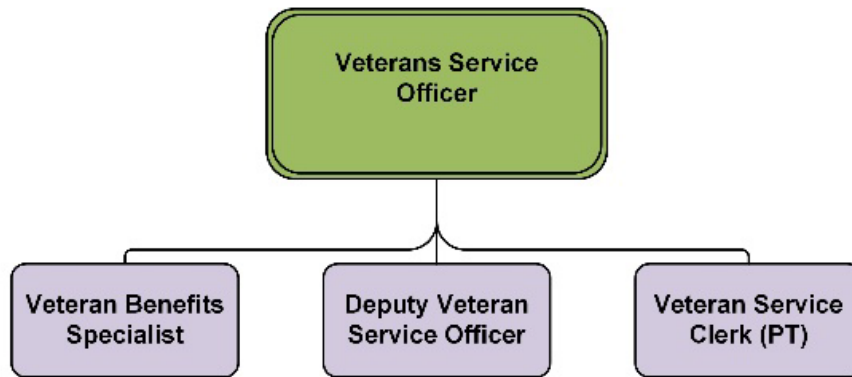 Veterans Service
Officer
Veteran Benefits
Specialist
Deputy Veteran
Service Officer
Veteran Service
Clerk (PT)